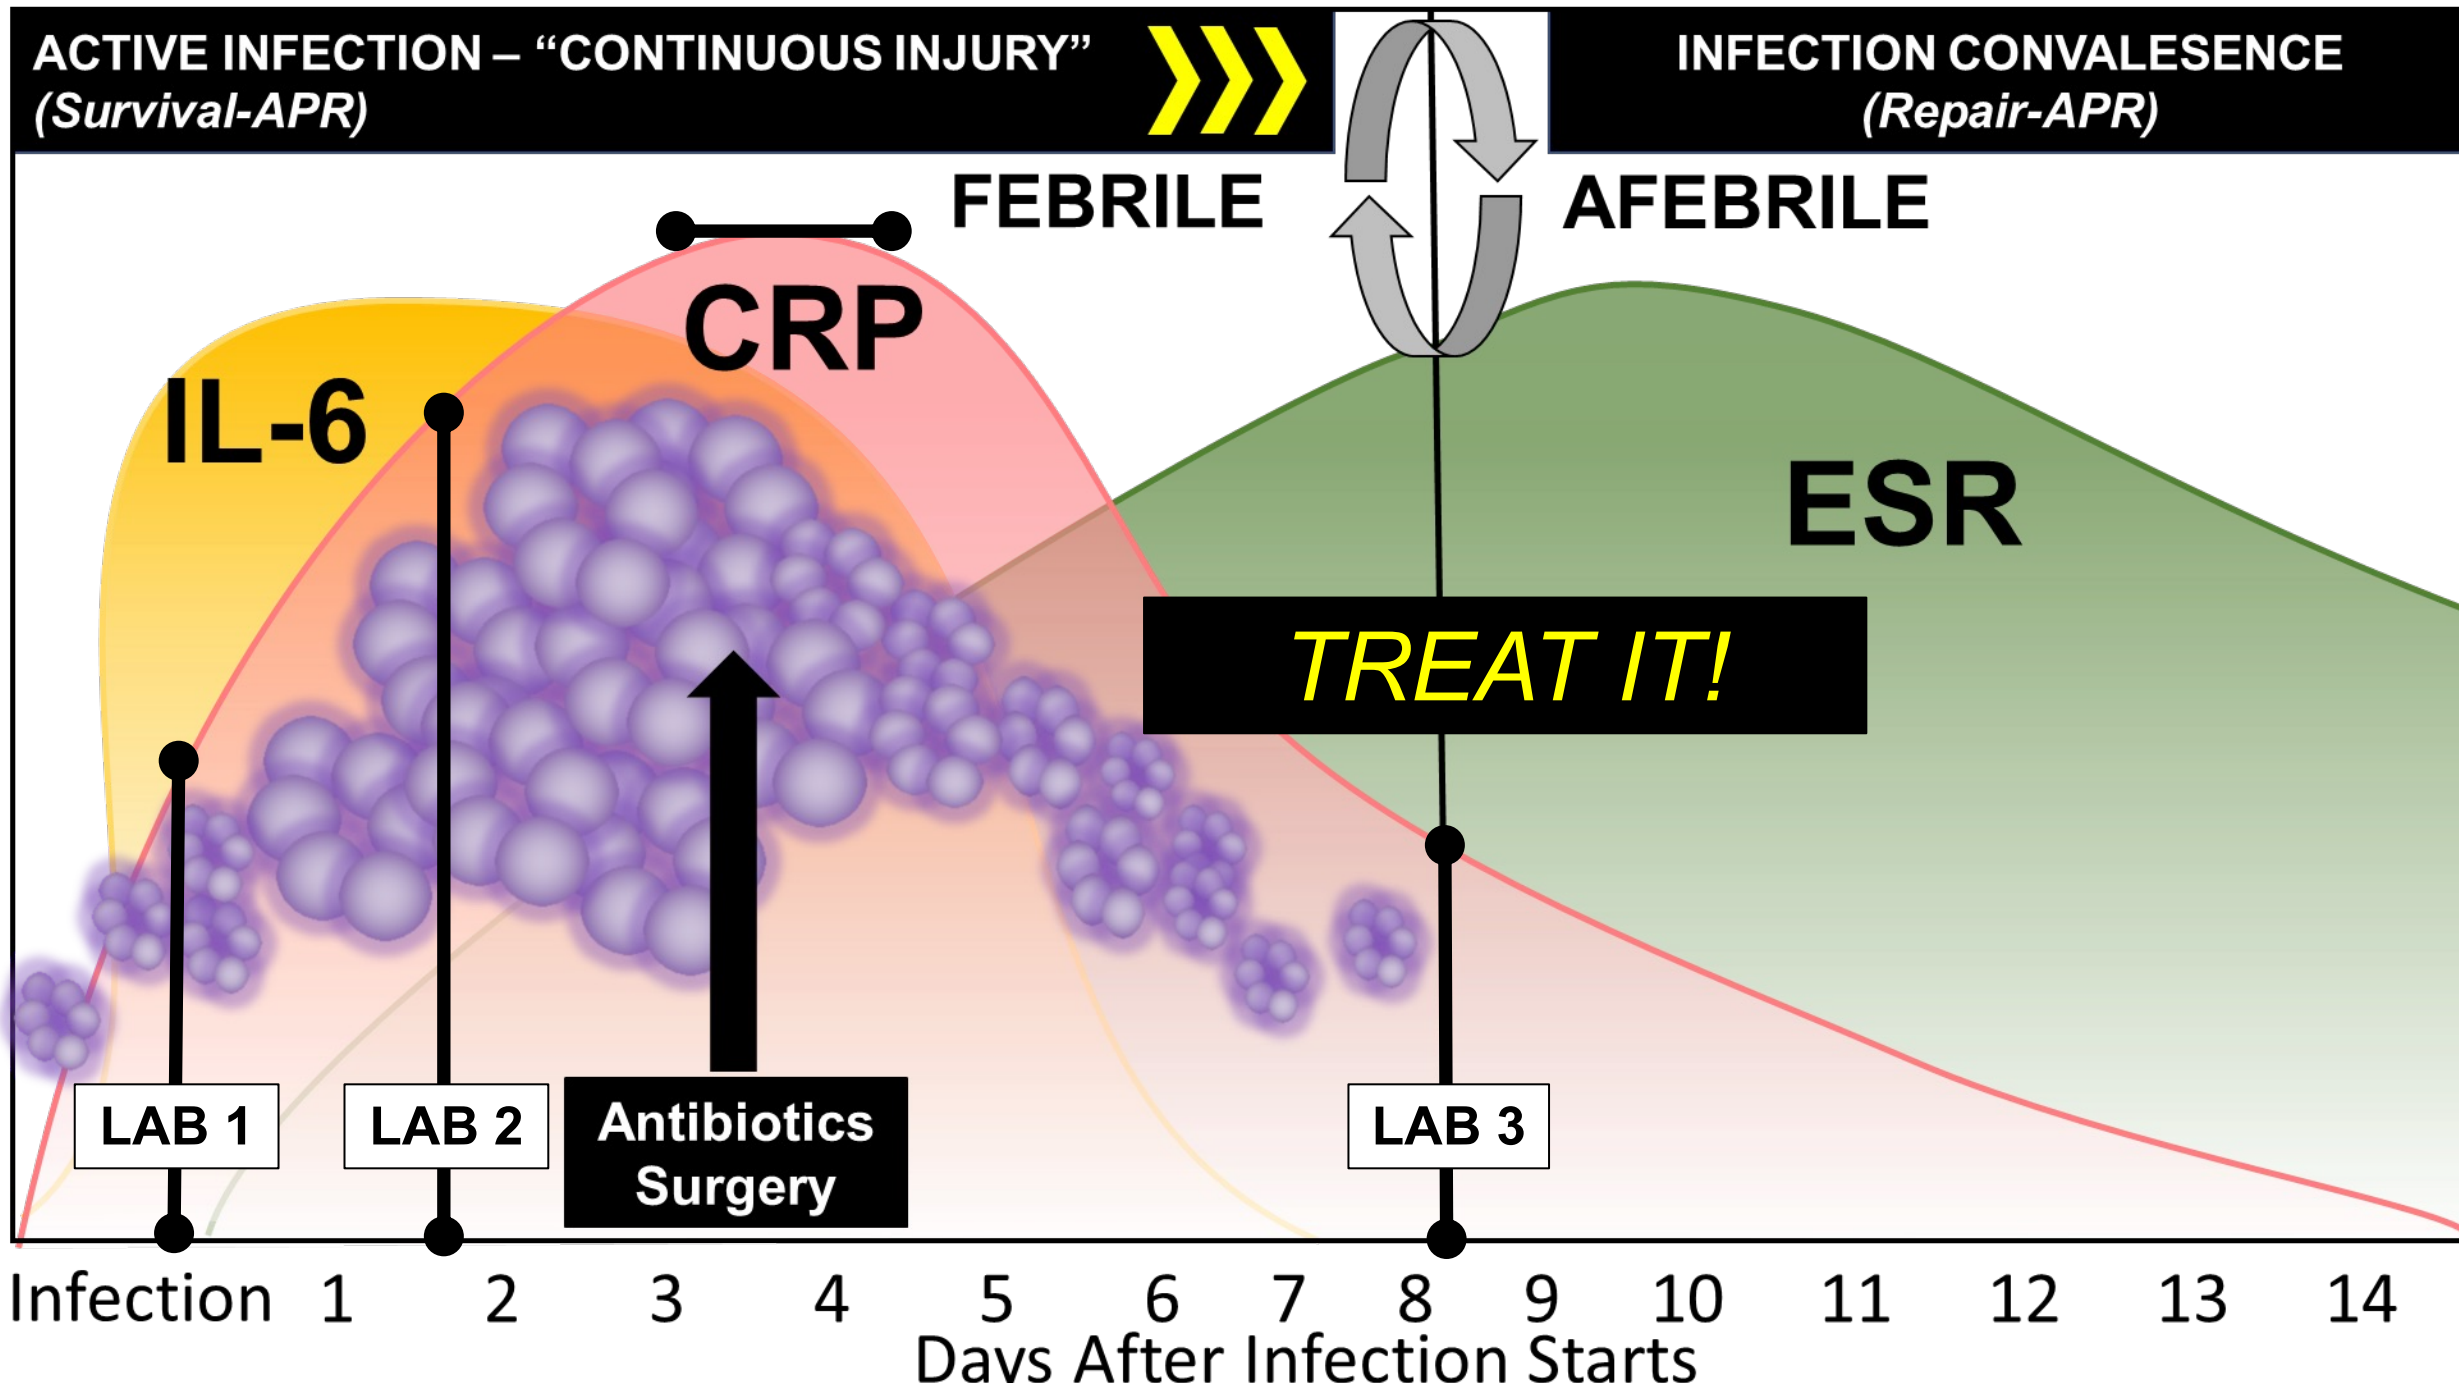 ACTIVE INFECTION – “CONTINUOUS INJURY”
(Survival-APR)
INFECTION CONVALESENCE
(Repair-APR)
FEBRILE
AFEBRILE
CRP
IL-6
ESR
TREAT IT!
LAB 1
LAB 2
Antibiotics
Surgery
LAB 3
Infection 1 2 3 4 5 6 7 8 9 10 11 12 13 14
Days After Infection Starts